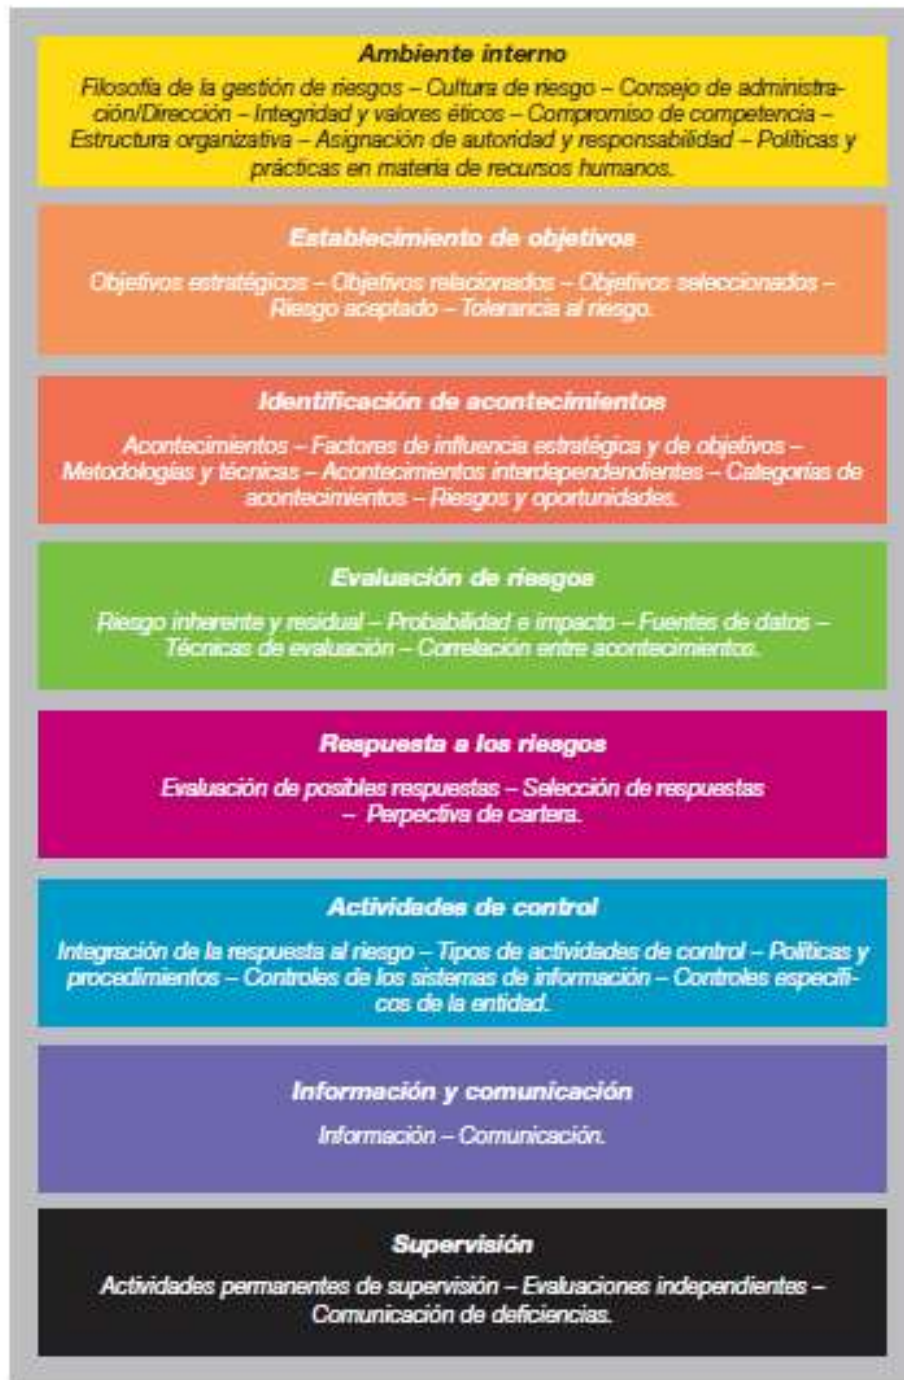 Ambiente interno
Filosofía de la gestión de riesgos – Cultura de riesgo – Consejo de administra-
ción/Dirección – Integridad y valores éticos – Compromiso de competencia –
Estructura organizativa – Asignación de autoridad y responsabilidad – Políticas y
prácticas en materia de recursos humanos.
Establecimiento de objetivos
Objetivos estratégicos – Objetivos relacionados – Objetivos seleccionados –
Riesgo aceptado – Tolerancia al riesgo.
Identificación de acontecimientos
Acontecimientos – Factores de influencia estratégica y de objetivos –
Metodologías y técnicas – Acontecimientos interdependendientes – Categorías de
acontecimientos – Riesgos y oportunidades.
Evaluación de riesgos
Riesgo inherente y residual – Probabilidad e impacto – Fuentes de datos –
Técnicas de evaluación – Correlación entre acontecimientos.
Respuesta a los riesgos
Evaluación de posibles respuestas – Selección de respuestas
– Perpectiva de cartera.
Actividades de control
Integración de la respuesta al riesgo – Tipos de actividades de control – Políticas y
procedimientos – Controles de los sistemas de información – Controles específi-
cos de la entidad.
Información y comunicación
Información – Comunicación.
Supervisión
Actividades permanentes de supervisión – Evaluaciones independientes –
Comunicación de deficiencias.